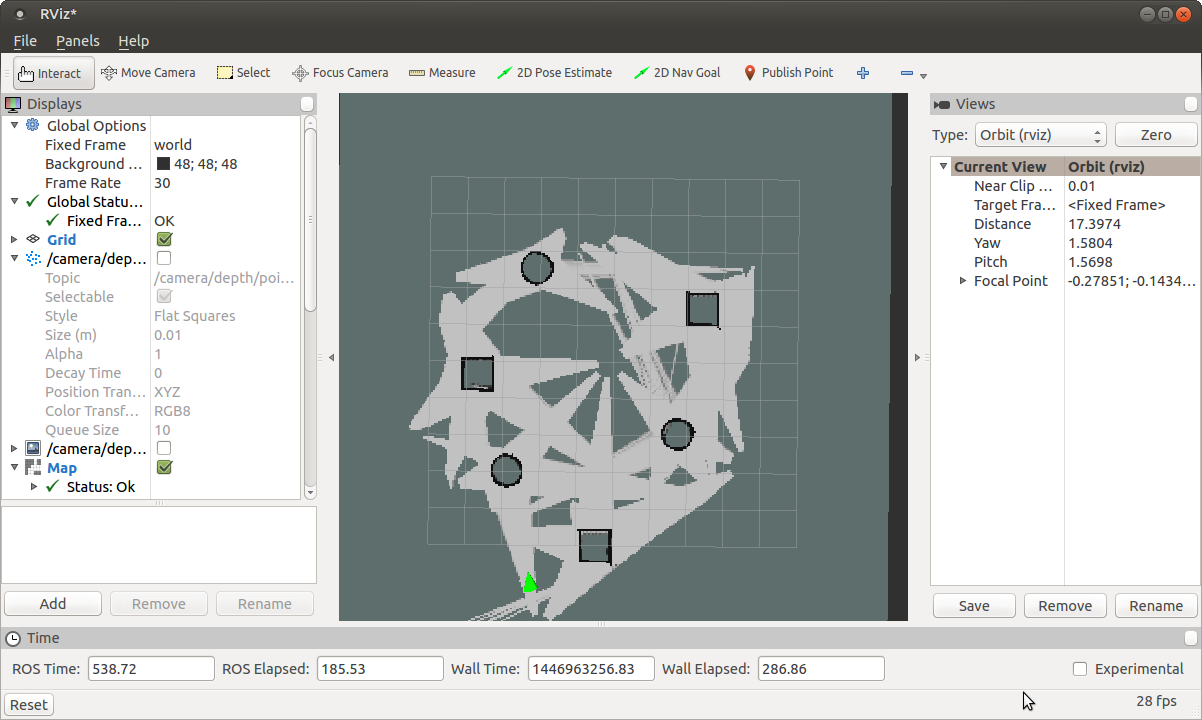 RViz*
File Panels Help
Interact Move Camera Select Focus Camera Measure 2D Pose Estimate 2D Nav Goal Publish Point
Displays
Global Options
Fixed Frame world
Background ... 48; 48; 48
Frame Rate 30
Global Statu...
Fixed Fra... OK
Grid
/camera/dep...
Topic /camera/depth/poi...
Selectable
Style Flat Squares
Size (m) 0.01
Alpha 1
Decay Time 0
Position Tran... XYZ
Color Transf... RGB8
Queue Size 10
/camera/dep...
Map
Status: Ok
Add Remove Rename
Views
Type: Orbit (rviz) Zero
Current View Orbit (rviz)
Near Clip ... 0.01
Target Fra... <Fixed Frame>
Distance 17.3974
Yaw 1.5804
Pitch 1.5698
Focal Point -0.27851; -0.1434...
Save Remove Rename
Time
ROS Time: 538.72 ROS Elapsed: 185.53 Wall Time: 1446963256.83 Wall Elapsed: 286.86 Experimental
Reset 28 fps